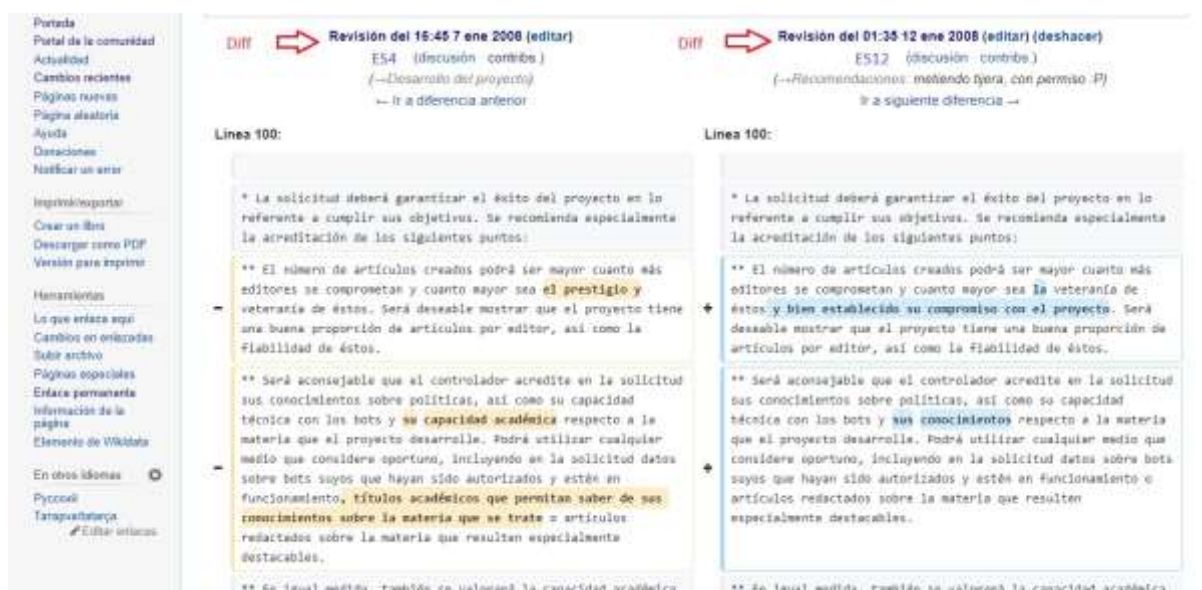 Portada
Portal de la comunidad
Actualidad
Cambios recientes
Páginas nuevas
Página aleatoria
Ayuda
Donaciones
Notificar un error
Imprimir/exportar
Crear un libro
Descargar como PDF
Versión para imprimir
Herramientas
Lo que enlaza aquí
Cambios en enlazadas
Subir archivo
Páginas especiales
Enlace permanente
Información de la
página
Elemento de Wikidata
En otros idiomas
Русский
Tarapuatatarça
Editar enlaces
Diff
Revisión del 16:45 7 ene 2008 (editar)
ES4 (discusión contribs.)
(→Desarrollo del proyecto)
← Ir a diferencia anterior
Línea 100:
* La solicitud deberá garantizar el éxito del proyecto en lo
referente a cumplir sus objetivos. Se recomienda especialmente
la acreditación de los siguientes puntos:
** El número de artículos creados podrá ser mayor cuanto más
editores se comprometan y cuanto mayor sea el prestigio y
− veteranía de éstos. Será deseable mostrar que el proyecto tiene
una buena proporción de artículos por editor, así como la
fiabilidad de éstos.
** Será aconsejable que el controlador acredite en la solicitud
sus conocimientos sobre políticas, así como su capacidad
técnica con los bots y su capacidad académica respecto a la
materia que el proyecto desarrolle. Podrá utilizar cualquier
medio que considere oportuno, incluyendo en la solicitud datos
− sobre bots suyos que hayan sido autorizados y estén en
funcionamiento, títulos académicos que permitan saber de sus
conocimientos sobre la materia que se trate o artículos
redactados sobre la materia que resulten especialmente
destacables.
** En igual medida, también se valorará la capacidad académica
Diff
Revisión del 01:35 12 ene 2008 (editar) (deshacer)
ES12 (discusión contribs.)
(→Recomendaciones: metiendo tijera, con permiso :P)
Ir a siguiente diferencia →
Línea 100:
* La solicitud deberá garantizar el éxito del proyecto en lo
referente a cumplir sus objetivos. Se recomienda especialmente
la acreditación de los siguientes puntos:
** El número de artículos creados podrá ser mayor cuanto más
editores se comprometan y cuanto mayor sea la veteranía de
+ éstos y bien establecido su compromiso con el proyecto. Será
deseable mostrar que el proyecto tiene una buena proporción de
artículos por editor, así como la fiabilidad de éstos.
** Será aconsejable que el controlador acredite en la solicitud
sus conocimientos sobre políticas, así como su capacidad
técnica con los bots y sus conocimientos respecto a la materia
que el proyecto desarrolle. Podrá utilizar cualquier medio que
considere oportuno, incluyendo en la solicitud datos sobre bots
+ suyos que hayan sido autorizados y estén en funcionamiento o
artículos redactados sobre la materia que resulten
especialmente destacables.
** En igual medida, también se valorará la capacidad académica